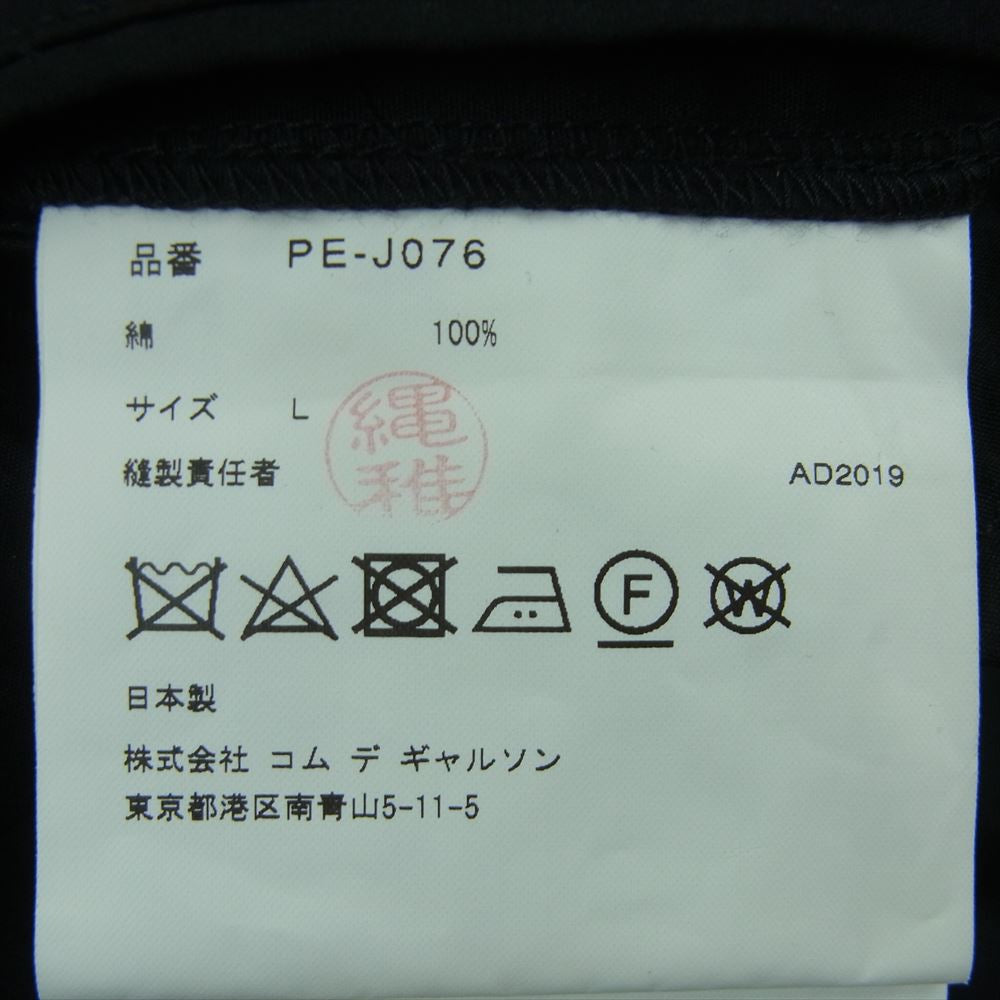 品番 PE-J076
綿 100%
サイズ L
縄
雅
縫製責任者 AD2019
F W
日本製
株式会社 コム デ ギャルソン
東京都港区南青山5-11-5